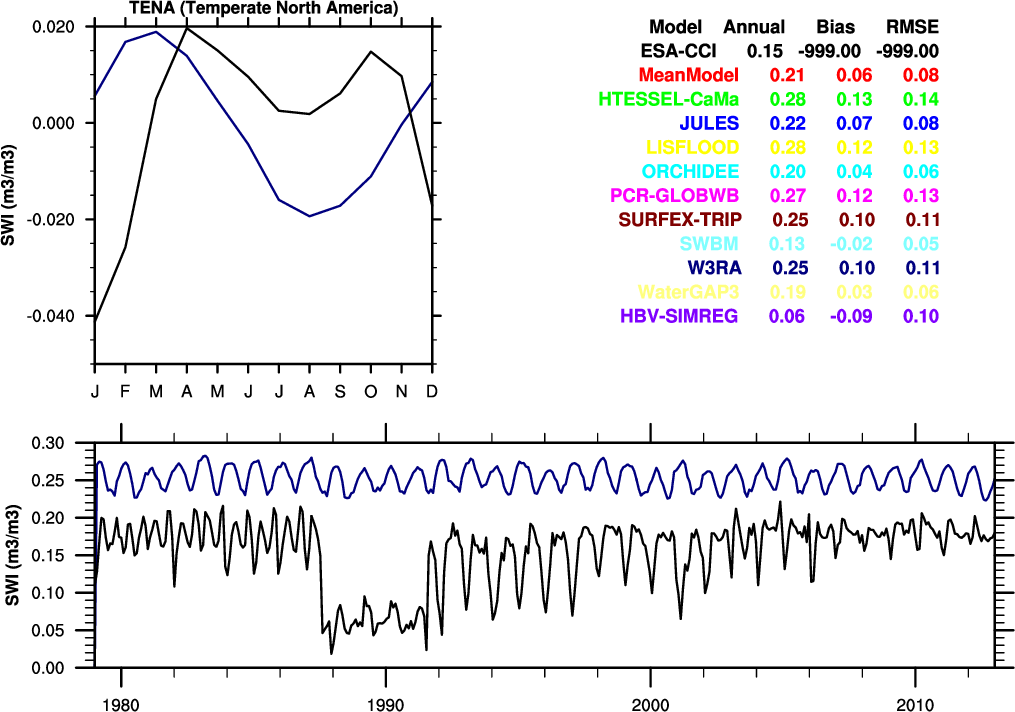 TENA (Temperate North America)
0.020
0.000
-0.020
-0.040
SWI (m3/m3)
J F M A M J J A S O N D
Model Annual Bias RMSE
ESA-CCI 0.15 -999.00 -999.00
MeanModel 0.21 0.06 0.08
HTESSEL-CaMa 0.28 0.13 0.14
JULES 0.22 0.07 0.08
LISFLOOD 0.28 0.12 0.13
ORCHIDEE 0.20 0.04 0.06
PCR-GLOBWB 0.27 0.12 0.13
SURFEX-TRIP 0.25 0.10 0.11
SWBM 0.13 -0.02 0.05
W3RA 0.25 0.10 0.11
WaterGAP3 0.19 0.03 0.06
HBV-SIMREG 0.06 -0.09 0.10
0.30
0.25
0.20
0.15
0.10
0.05
0.00
SWI (m3/m3)
1980 1990 2000 2010